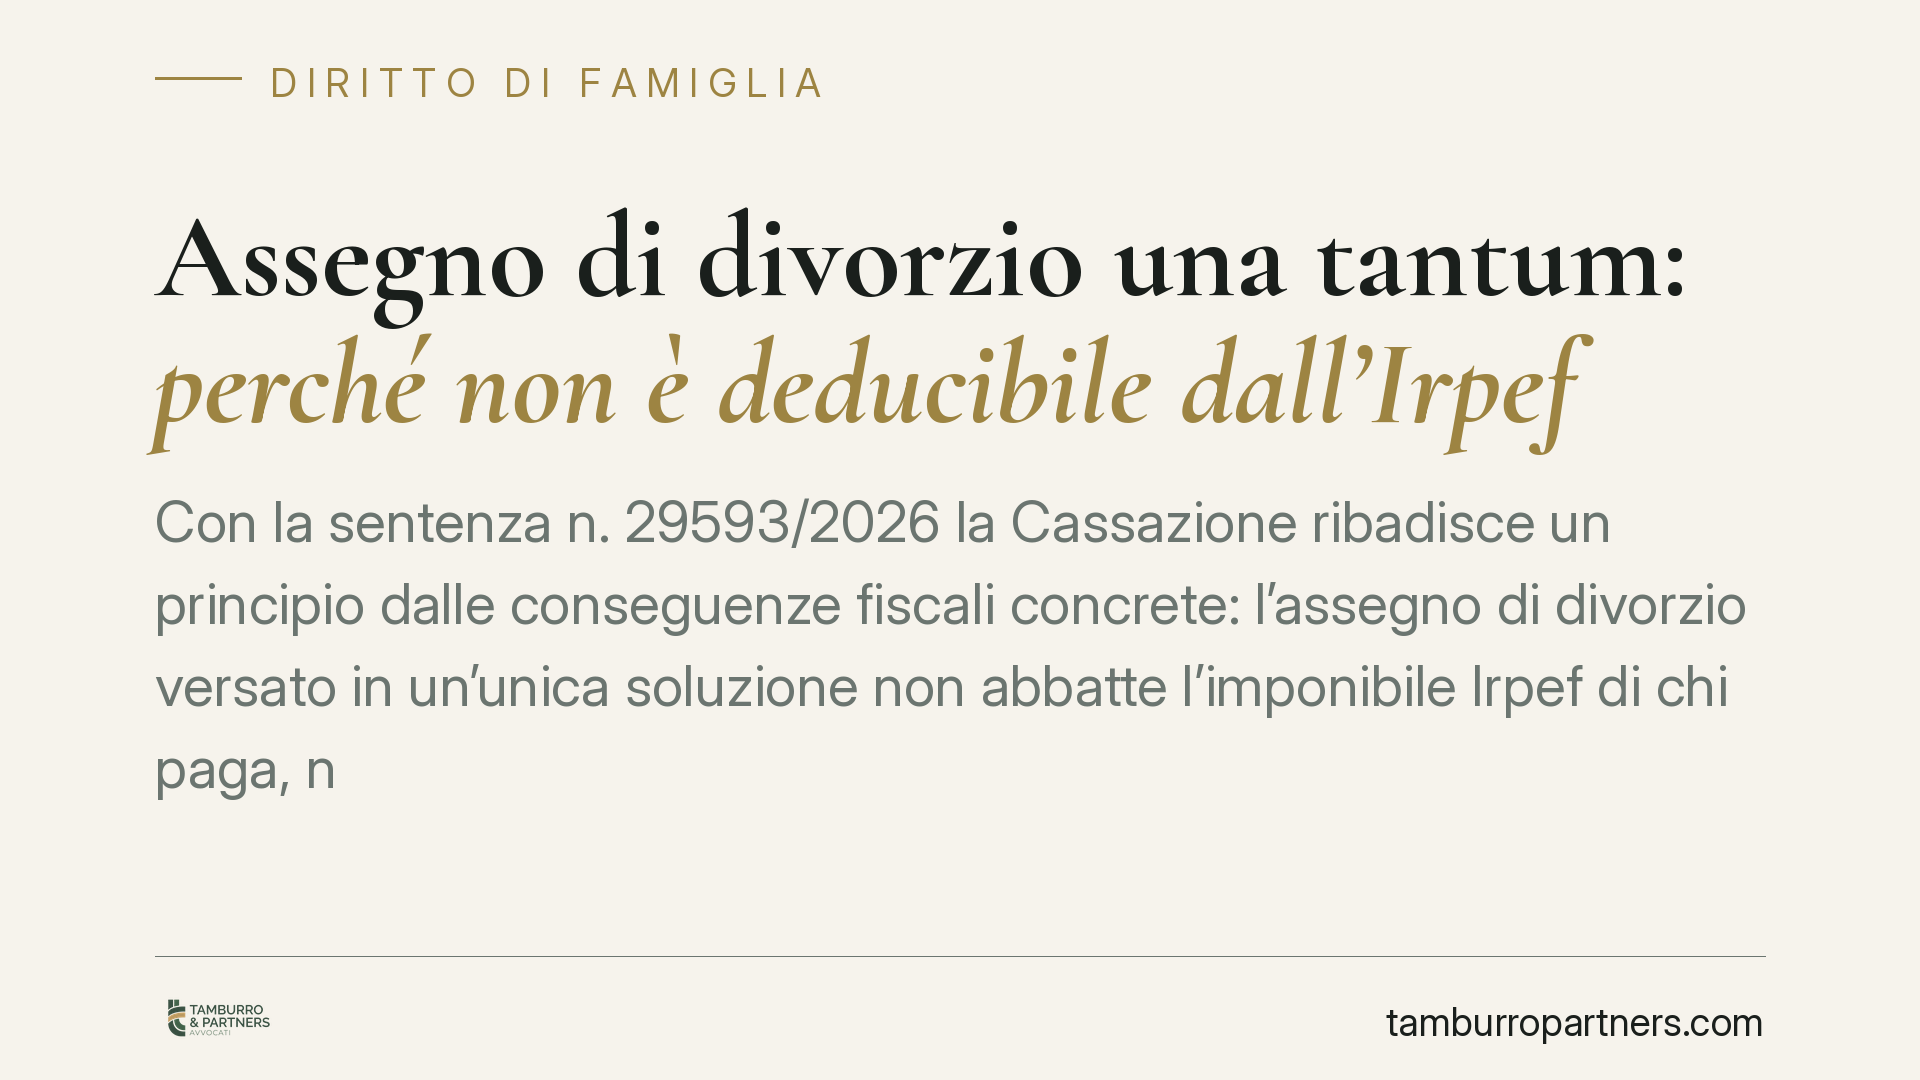 DIRITTO DI FAMIGLIA
Assegno di divorzio una tantum:
perché non è deducibile dall’Irpef
Con la sentenza n. 29593/2026 la Cassazione ribadisce un
principio dalle conseguenze fiscali concrete: l’assegno di divorzio
versato in un’unica soluzione non abbatte l’imponibile Irpef di chi
paga, n
TAMBURRO
& PARTNERS
AVVOCATI
tamburropartners.com